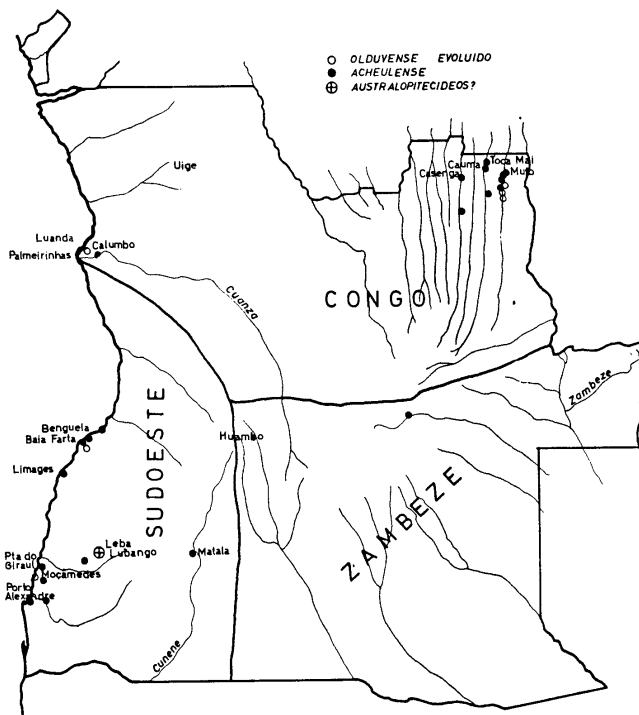 OLDUVENSE EVOLUIDO
ACHEULENSE
AUSTRALOPITECIDEOS?
Toca Mai
Cauma
Muto
Casenga
Uige
Luanda
Calumbo
Palmeirinhas
Cuanza
CONGO
Zambeze
SUDOESTE
Benguela
Baia Farta
Huambo
Limages
ZAMBEZE
Leba
Lubango
Matala
Pta do
Giraul
Moçamedes
Porto
Alexandre
Cunene